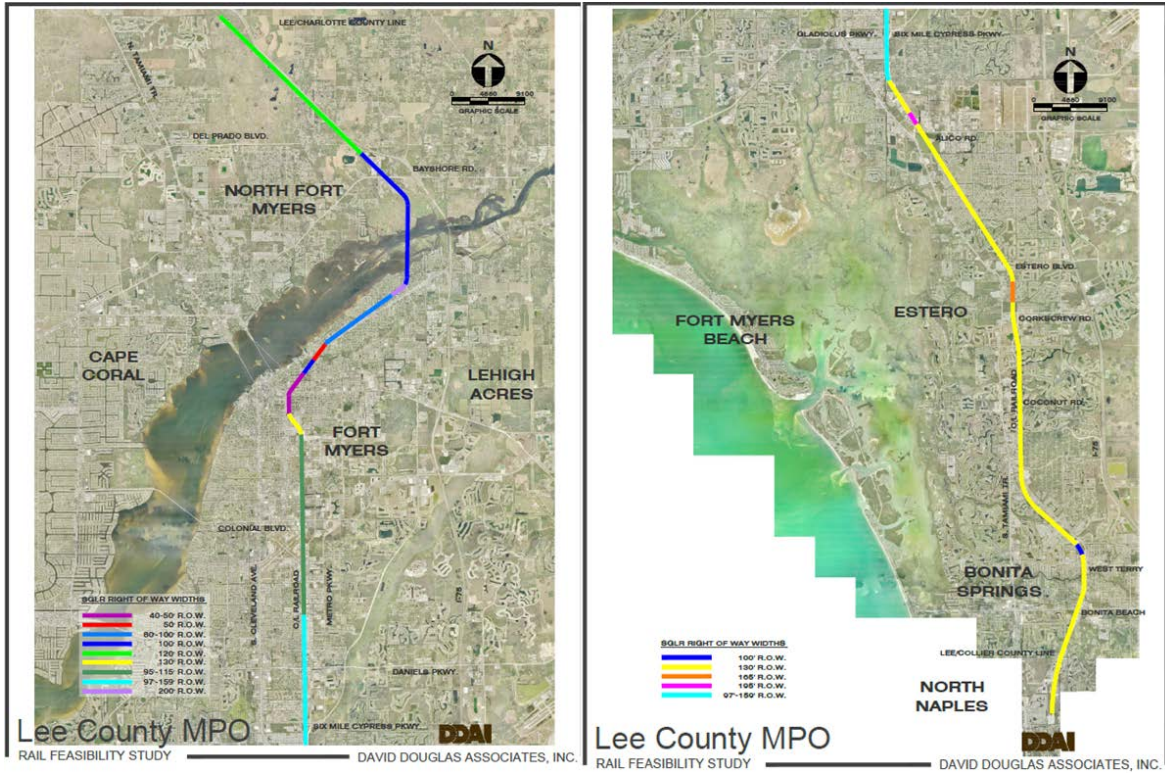 LEE/CHARLOTTE COUNTY LINE
N. TAMIAMI TR.
N
0 4550 9100
GRAPHIC SCALE
DEL PRADO BLVD.
BAYSHORE RD.
NORTH FORT
MYERS
CAPE
CORAL
LEHIGH
ACRES
FORT
MYERS
COLONIAL BLVD.
S. CLEVELAND AVE.
O/L RAILROAD
METRO PKWY.
I-75
SGLR RIGHT OF WAY WIDTHS
40-50' R.O.W.
50' R.O.W.
80'-100' R.O.W.
100' R.O.W.
120' R.O.W.
130' R.O.W.
95'-115' R.O.W.
97'-159' R.O.W.
200' R.O.W.
DANIELS PKWY.
SIX MILE CYPRESS PKWY.
Lee County MPO
DDAI
RAIL FEASIBILITY STUDY
DAVID DOUGLAS ASSOCIATES, INC.
GLADIOLUS PKWY.
SIX MILE CYPRESS PKWY.
N
0 4550 9100
GRAPHIC SCALE
ALICO RD.
ESTERO BLVD.
ESTERO
CORKSCREW RD.
FORT MYERS
BEACH
COCONUT RD.
O/L RAILROAD
S. TAMIAMI TR.
I-75
WEST TERRY
BONITA
SPRINGS
BONITA BEACH
LEE/COLLIER COUNTY LINE
SGLR RIGHT OF WAY WIDTHS
100' R.O.W.
130' R.O.W.
165' R.O.W.
195' R.O.W.
97'-159' R.O.W.
NORTH
NAPLES
Lee County MPO
DDAI
RAIL FEASIBILITY STUDY
DAVID DOUGLAS ASSOCIATES, INC.